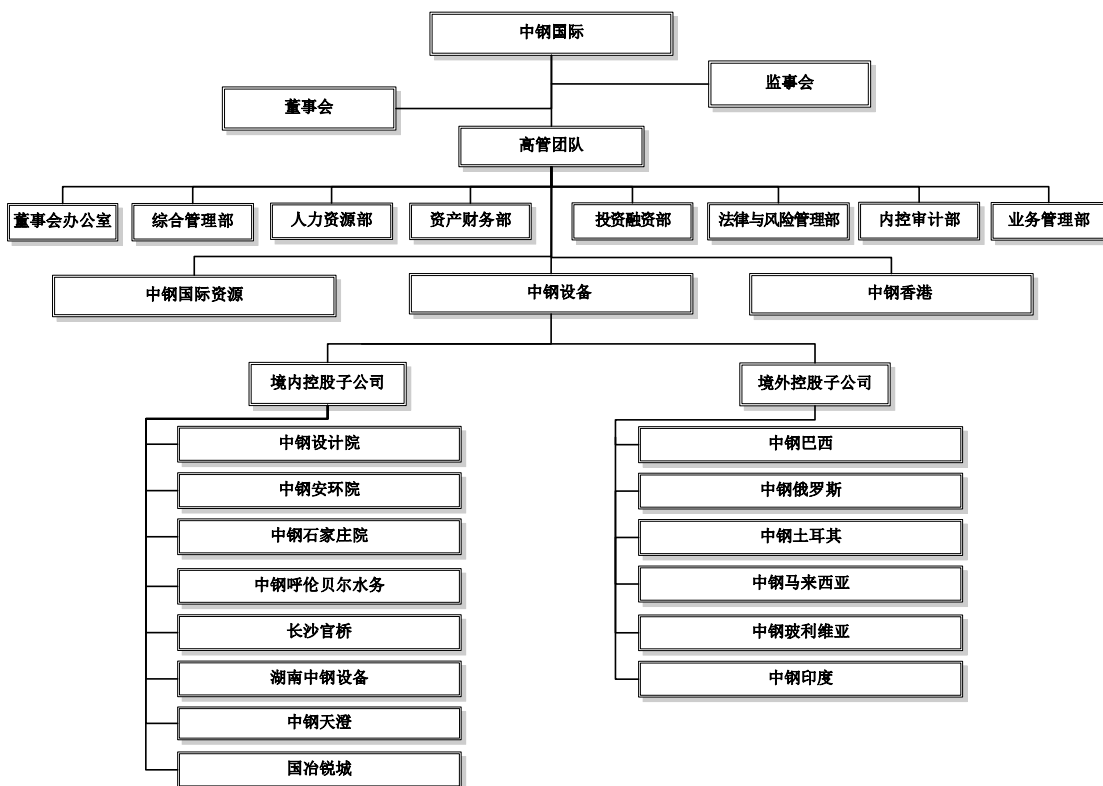 中钢国际
监事会
董事会
高管团队
董事会办公室
综合管理部
人力资源部
资产财务部
投资融资部
法律与风险管理部
内控审计部
业务管理部
中钢国际资源
中钢设备
中钢香港
境内控股子公司
境外控股子公司
中钢设计院
中钢安环院
中钢石家庄院
中钢呼伦贝尔水务
长沙官桥
湖南中钢设备
中钢天澄
国冶锐城
中钢巴西
中钢俄罗斯
中钢土耳其
中钢马来西亚
中钢玻利维亚
中钢印度